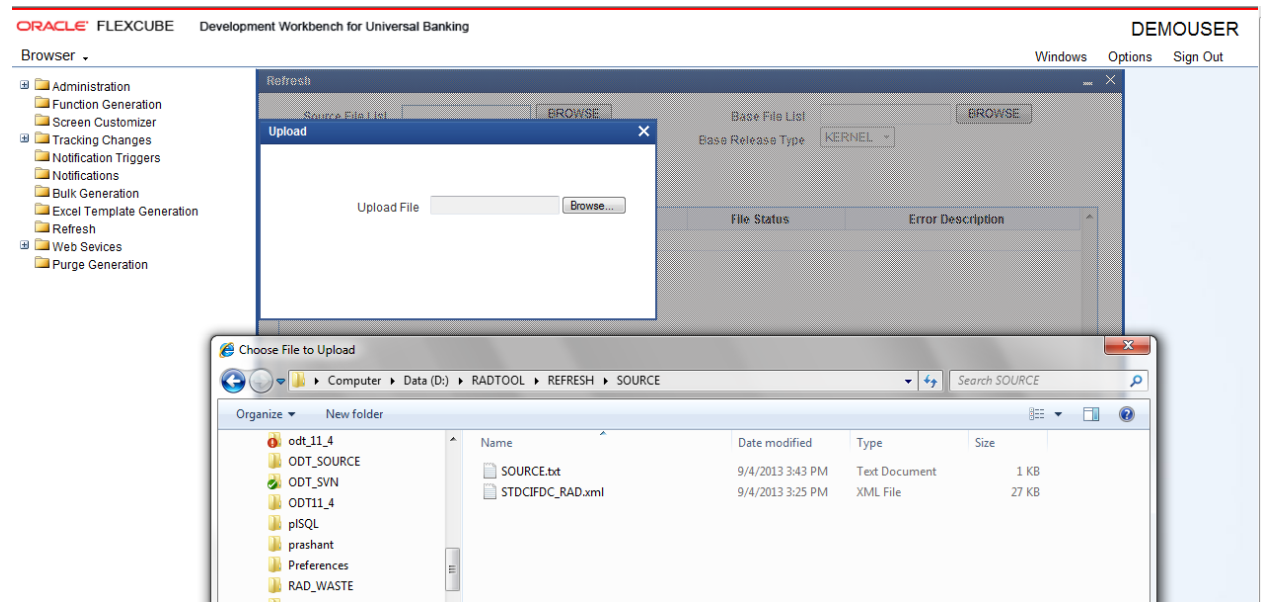 ORACLE FLEXCUBE Development Workbench for Universal Banking
DEMOUSER
Browser
Windows Options Sign Out
Administration
Function Generation
Screen Customizer
Tracking Changes
Notification Triggers
Notifications
Bulk Generation
Excel Template Generation
Refresh
Web Sevices
Purge Generation
Refresh
Source File List BROWSE Base File List BROWSE
Base Release Type KERNEL
Upload
Upload File Browse...
File Status Error Description
Choose File to Upload
Computer Data (D:) RADTOOL REFRESH SOURCE Search SOURCE
Organize New folder
odt_11_4
ODT_SOURCE
ODT_SVN
ODT11_4
plSQL
prashant
Preferences
RAD_WASTE
Name Date modified Type Size
SOURCE.txt 9/4/2013 3:43 PM Text Document 1 KB
STDCIFDC_RAD.xml 9/4/2013 3:25 PM XML File 27 KB